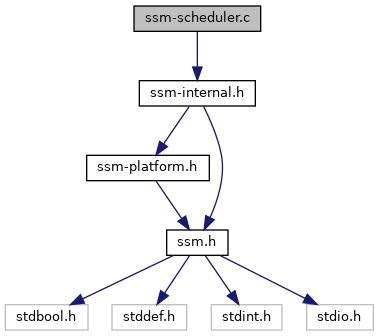 ssm-scheduler.c
ssm-internal.h
ssm-platform.h
ssm.h
stdbool.h
stddef.h
stdint.h
stdio.h